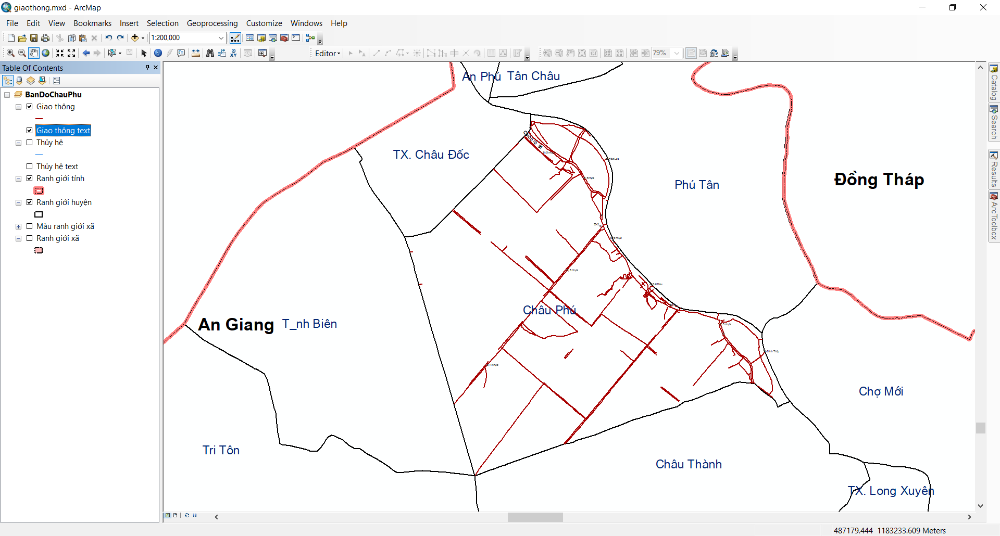 giaothong.mxd - ArcMap
File Edit View Bookmarks Insert Selection Geoprocessing Customize Windows Help
1:200,000
Editor
79%
Table Of Contents
BanDoChauPhu
Giao thông
Giao thông text
Thủy hệ
Thủy hệ text
Ranh giới tỉnh
Ranh giới huyện
Màu ranh giới xã
Ranh giới xã
An Phú
Tân Châu
TX. Châu Đốc
Phú Tân
Đồng Tháp
Châu Phú
An Giang
T_nh Biên
Chợ Mới
Tri Tôn
Châu Thành
TX. Long Xuyên
Catalog
Search
Results
ArcToolbox
487179.444 1183233.609 Meters